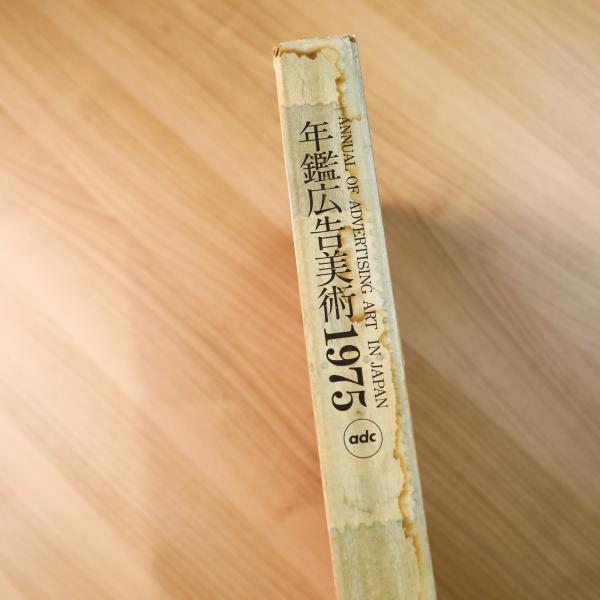 年鑑広告美術1975
ANNUAL OF ADVERTISING ART IN JAPAN
adc